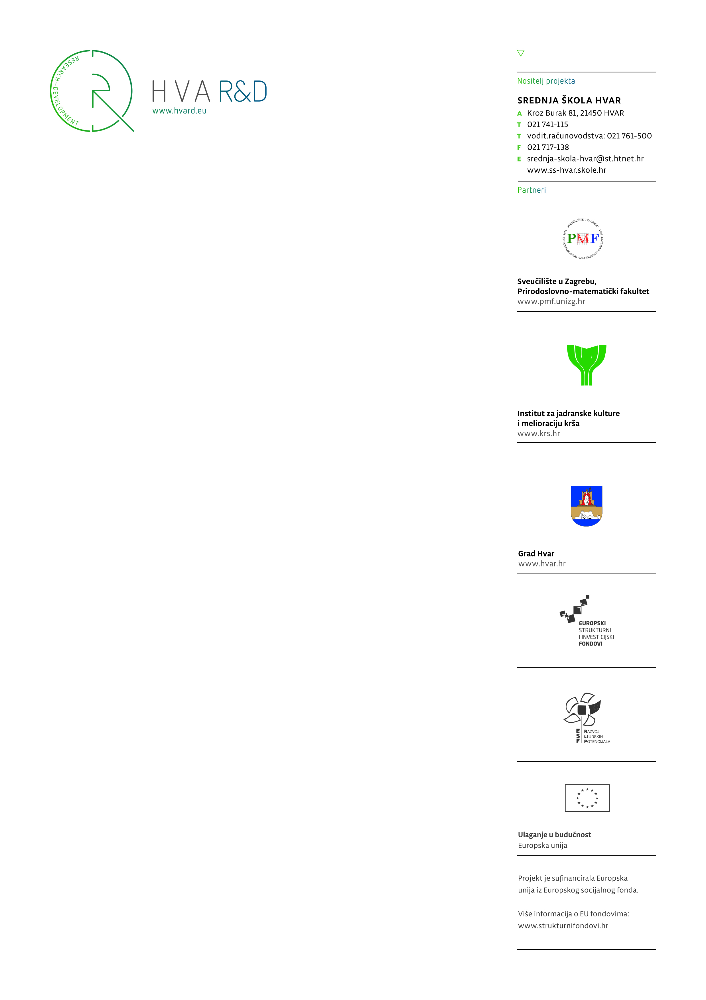 RESEARCH-DEVELOPMENT
HVAR&D
www.hvard.eu
Nositelj projekta
SREDNJA ŠKOLA HVAR
A Kroz Burak 81, 21450 HVAR
T 021 741-115
T vodit.računovodstva: 021 761-500
F 021 717-138
E srednja-skola-hvar@st.htnet.hr
www.ss-hvar.skole.hr
Partneri
SVEUČILIŠTE U ZAGREBU
1876 1946
PMF
PRIRODNOSLOVNO - MATEMATIČKI FAKULTET
Sveučilište u Zagrebu,
Prirodoslovno-matematički fakultet
www.pmf.unizg.hr
Institut za jadranske kulture
i melioraciju krša
www.krs.hr
Grad Hvar
www.hvar.hr
EUROPSKI
STRUKTURNI
I INVESTICIJSKI
FONDOVI
ESF
RAZVOJ
LJUDSKIH
POTENCIJALA
Ulaganje u budućnost
Europska unija
Projekt je sufinancirala Europska
unija iz Europskog socijalnog fonda.
Više informacija o EU fondovima:
www.strukturnifondovi.hr